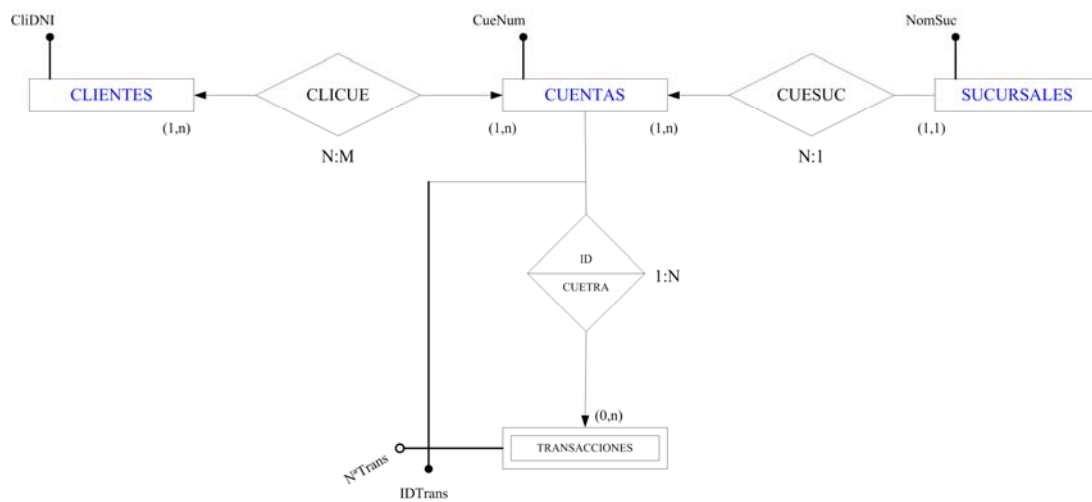 CliDNI
CueNum
NomSuc
CLIENTES
CLICUE
CUENTAS
CUESUC
SUCURSALES
(1,n)
(1,n)
(1,n)
(1,1)
N:M
N:1
ID
CUETRA
1:N
(0,n)
TRANSACCIONES
NªTrans
IDTrans